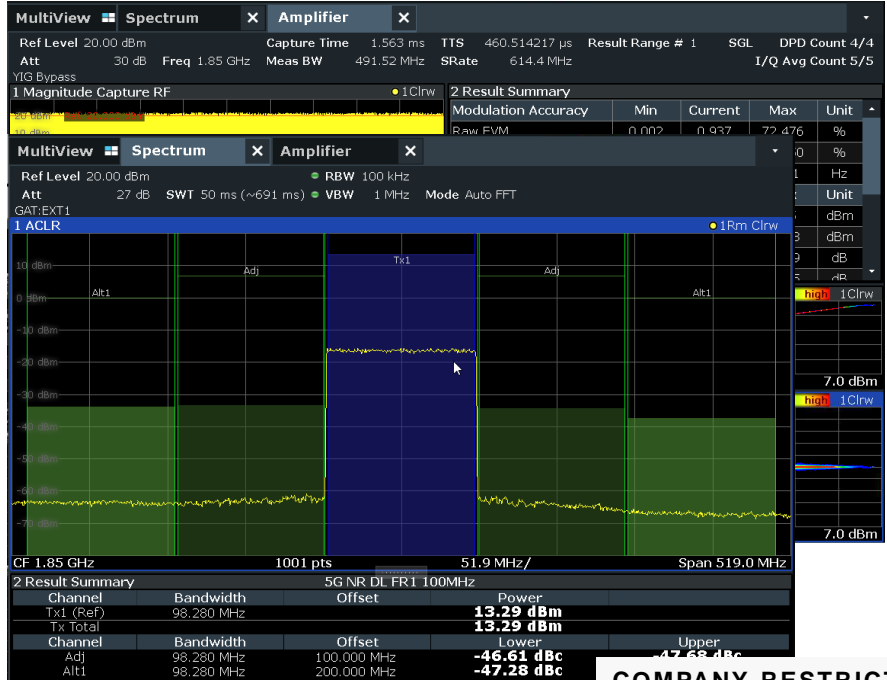 MultiView Spectrum X Amplifier X
Ref Level 20.00 dBm Capture Time 1.563 ms TTS 460.514217 µs Result Range # 1 SGL DPD Count 4/4
Att 30 dB Freq 1.85 GHz Meas BW 491.52 MHz SRate 614.4 MHz I/Q Avg Count 5/5
YIG Bypass
1 Magnitude Capture RF 1Clrw 2 Result Summary
20 dBm Modulation Accuracy Min Current Max Unit
10 dBm Raw EVM 0.002 0.937 72.476 %
MultiView Spectrum X Amplifier X
%
Ref Level 20.00 dBm RBW 100 kHz Hz
Att 27 dB SWT 50 ms (~691 ms) VBW 1 MHz Mode Auto FFT Unit
GAT:EXT1
dBm
1 ACLR 1Rm Clrw
dBm
10 dBm Adj Tx1 Adj dB
dB
0 dBm Alt1 Alt1 high 1Clrw
-10 dBm
-20 dBm
7.0 dBm
-30 dBm high 1Clrw
-40 dBm
-50 dBm
-60 dBm
-70 dBm 7.0 dBm
CF 1.85 GHz 1001 pts 51.9 MHz/ Span 519.0 MHz
2 Result Summary 5G NR DL FR1 100MHz
Channel Bandwidth Offset Power
Tx1 (Ref) 98.280 MHz 13.29 dBm
Tx Total 13.29 dBm
Channel Bandwidth Offset Lower Upper
Adj 98.280 MHz 100.000 MHz -46.61 dBc -47.68 dBc
Alt1 98.280 MHz 200.000 MHz -47.28 dBc